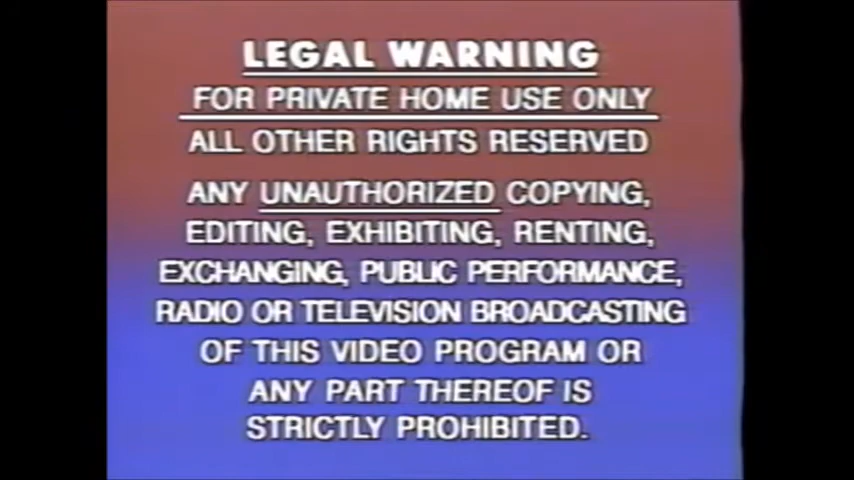 LEGAL WARNING
FOR PRIVATE HOME USE ONLY
ALL OTHER RIGHTS RESERVED
ANY UNAUTHORIZED COPYING,
EDITING, EXHIBITING, RENTING,
EXCHANGING, PUBLIC PERFORMANCE,
RADIO OR TELEVISION BROADCASTING
OF THIS VIDEO PROGRAM OR
ANY PART THEREOF IS
STRICTLY PROHIBITED.